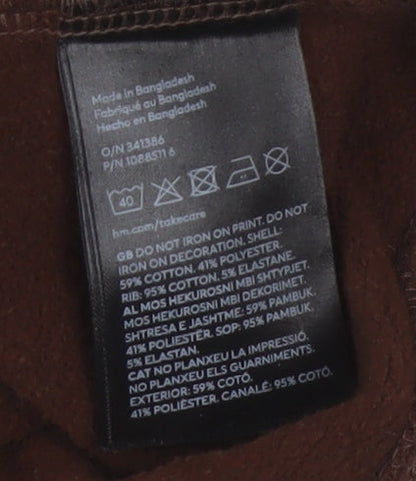 Made in Bangladesh
Fabriqué au Bangladesh
Hecho en Bangladesh
O/N 341386
P/N 1088511 6
40
hm.com/takecare
GB DO NOT IRON ON PRINT. DO NOT
IRON ON DECORATION. SHELL:
59% COTTON. 41% POLYESTER.
RIB: 95% COTTON. 5% ELASTANE.
AL MOS HEKUROSNI MBI SHTYPJET.
MOS HEKUROSNI MBI DEKORIMET.
SHTRESA E JASHTME: 59% PAMBUK.
41% POLIESTËR. SOP: 95% PAMBUK.
5% ELASTAN.
CAT NO PLANXEU LA IMPRESSIÓ.
NO PLANXEU ELS GUARNIMENTS.
EXTERIOR: 59% COTÓ.
41% POLIÈSTER. CANALÉ: 95% COTÓ.